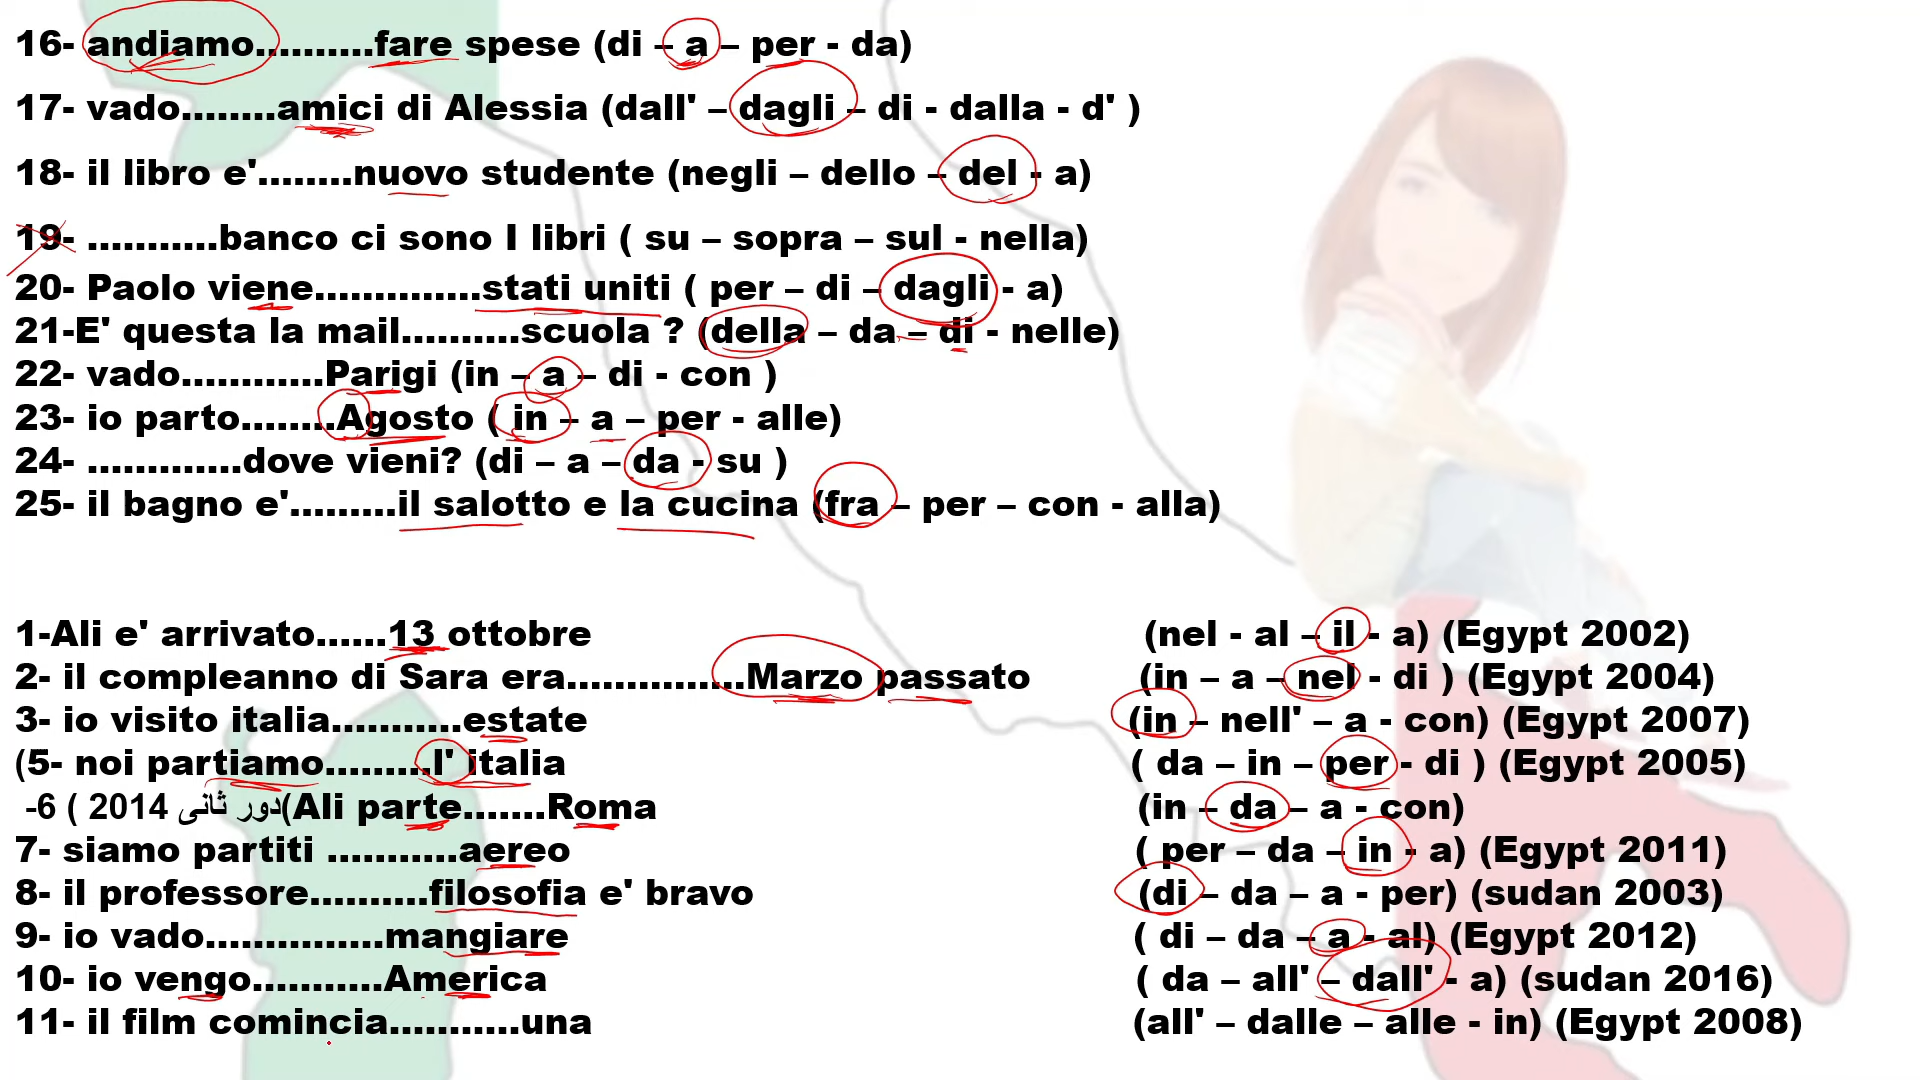 16- andiamo..........fare spese (di – a – per - da)
17- vado........amici di Alessia (dall' – dagli – di - dalla - d' )
18- il libro e'........nuovo studente (negli – dello – del - a)
19- ...........banco ci sono I libri ( su – sopra – sul - nella)
20- Paolo viene..............stati uniti ( per – di – dagli - a)
21-E' questa la mail..........scuola ? (della – da – di - nelle)
22- vado............Parigi (in – a – di - con )
23- io parto........Agosto ( in – a – per - alle)
24- .............dove vieni? (di – a – da - su )
25- il bagno e'.........il salotto e la cucina (fra – per – con - alla)
1-Ali e' arrivato......13 ottobre (nel - al – il - a) (Egypt 2002)
2- il compleanno di Sara era...............Marzo passato (in – a – nel - di ) (Egypt 2004)
3- io visito italia...........estate (in – nell' – a - con) (Egypt 2007)
(5- noi partiamo.........l' italia ( da – in – per - di ) (Egypt 2005)
-6 ( 2014 دور ثانى(Ali parte.......Roma (in – da – a - con)
7- siamo partiti ...........aereo ( per – da – in - a) (Egypt 2011)
8- il professore..........filosofia e' bravo (di – da – a - per) (sudan 2003)
9- io vado...............mangiare ( di – da – a - al) (Egypt 2012)
10- io vengo...........America ( da – all' – dall' - a) (sudan 2016)
11- il film comincia...........una (all' – dalle – alle - in) (Egypt 2008)